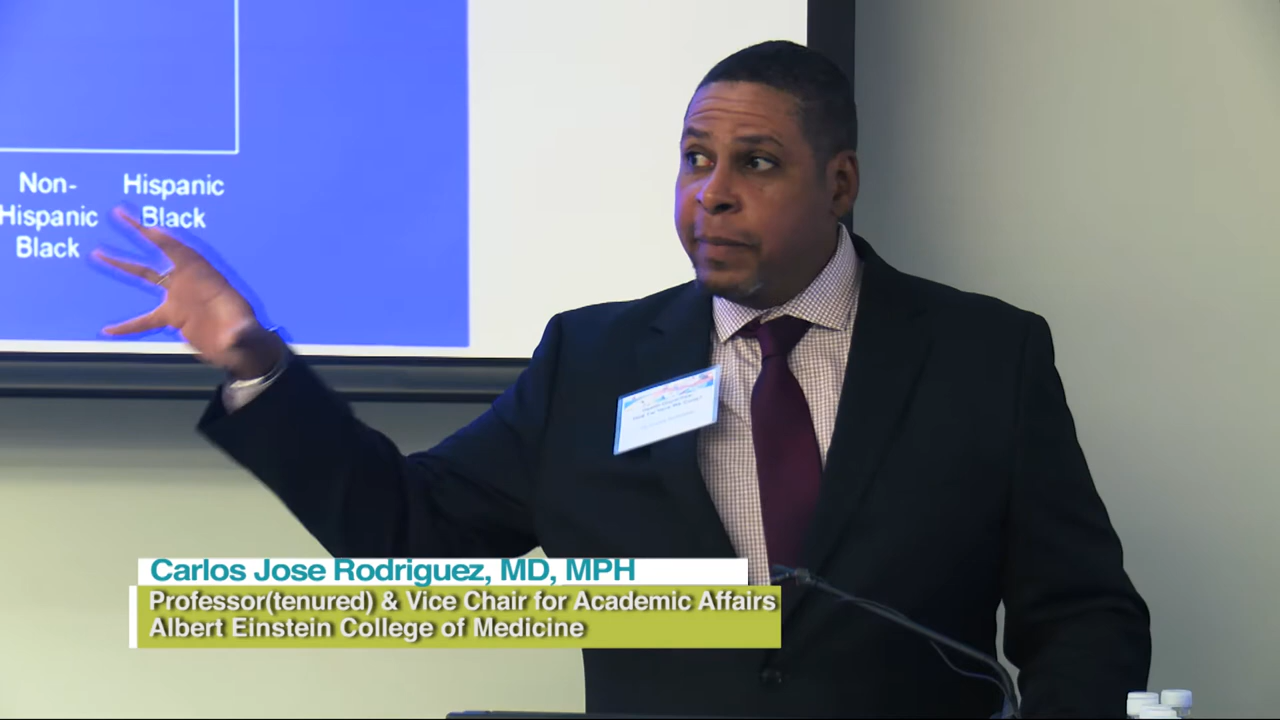 Non-
Hispanic
Black
Hispanic
Black
Carlos Jose Rodriguez, MD, MPH
Professor(tenured) & Vice Chair for Academic Affairs
Albert Einstein College of Medicine